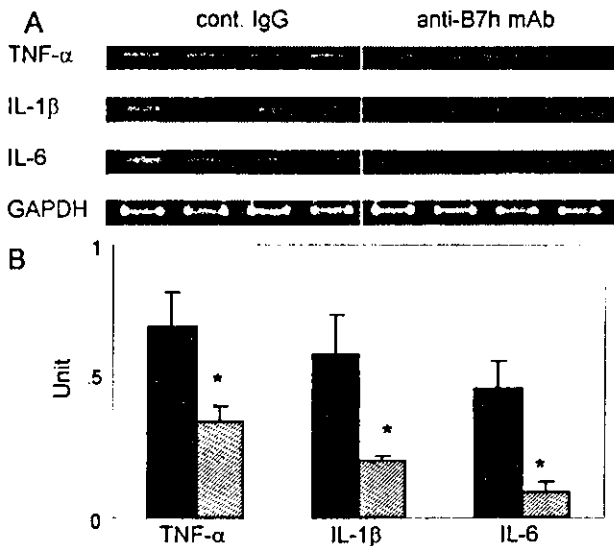 A cont. IgG anti-B7h mAb
TNF-α
IL-1β
IL-6
GAPDH
B
1
.5
0
Unit
* * *
TNF-α IL-1β IL-6